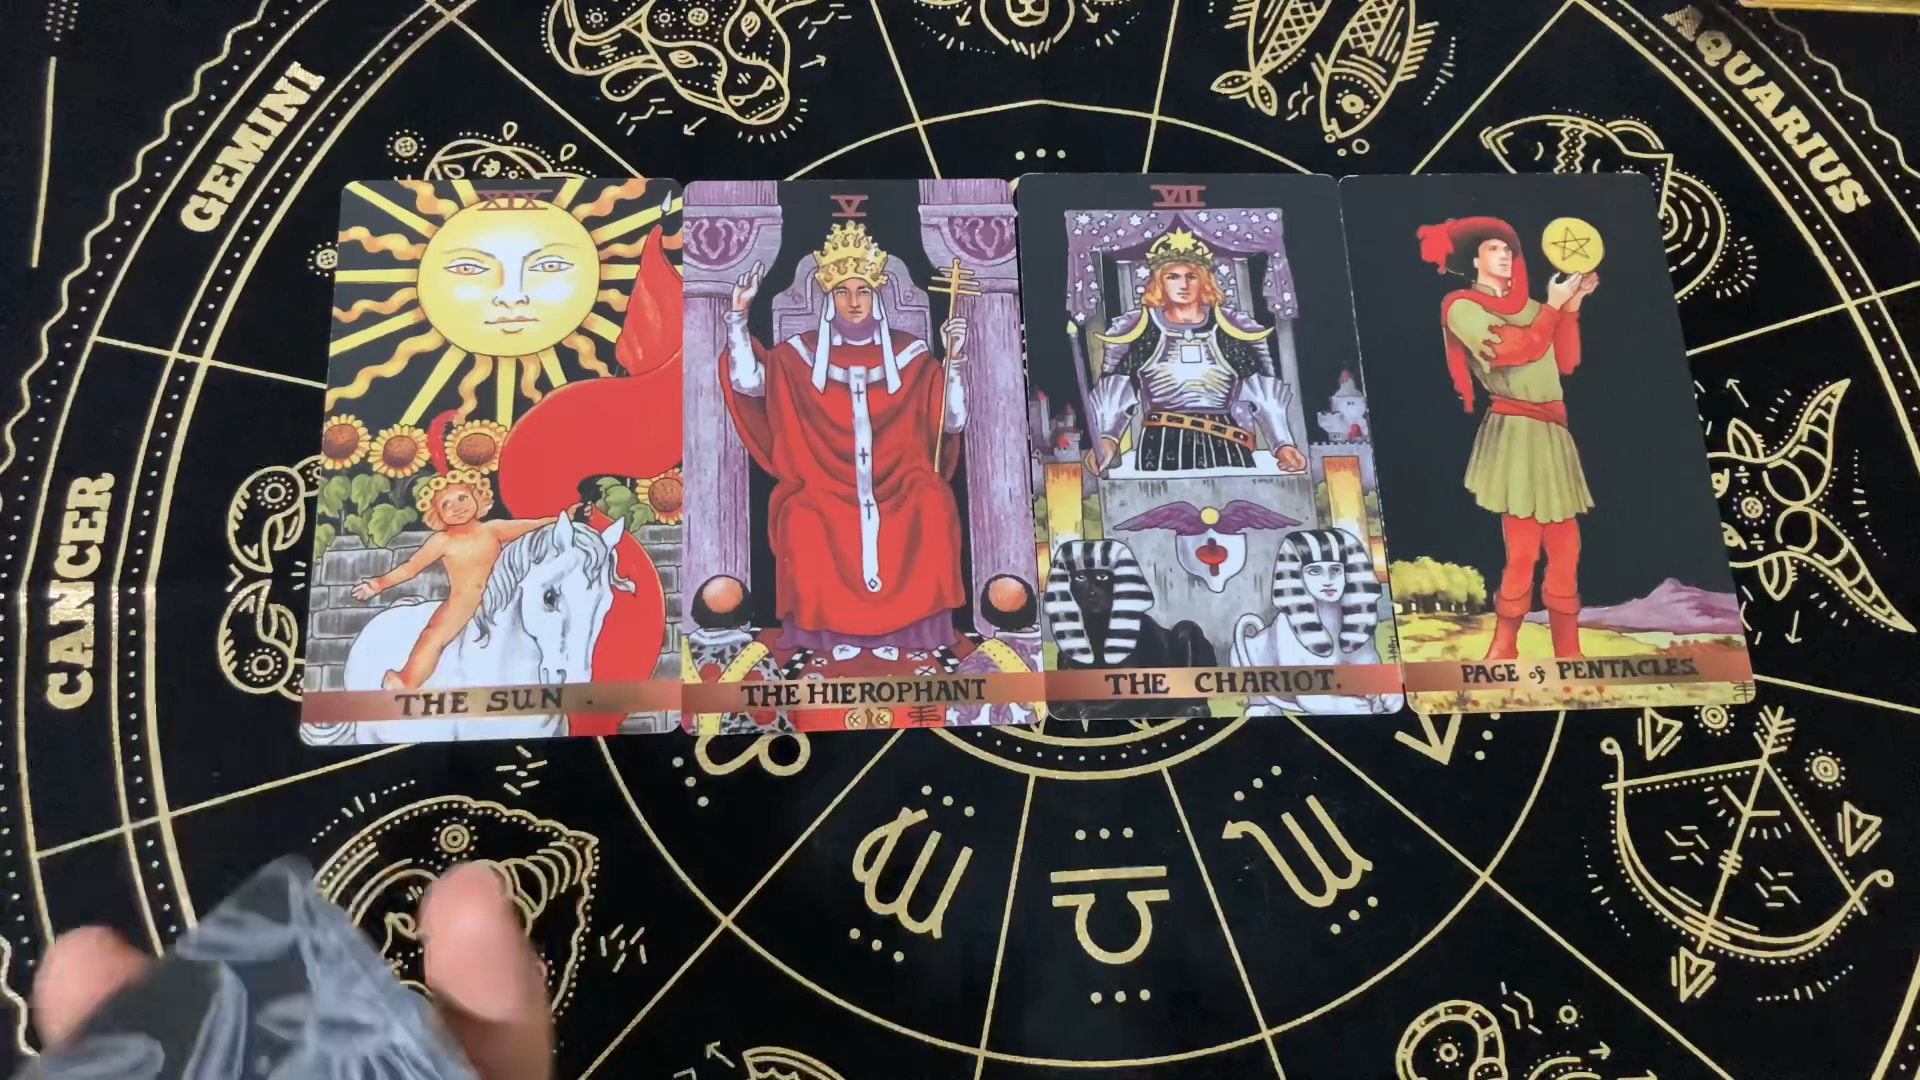 GEMINI
AQUARIUS
CANCER
XIX
V
VII
THE SUN .
THE HIEROPHANT
THE CHARIOT.
PAGE of PENTACLES